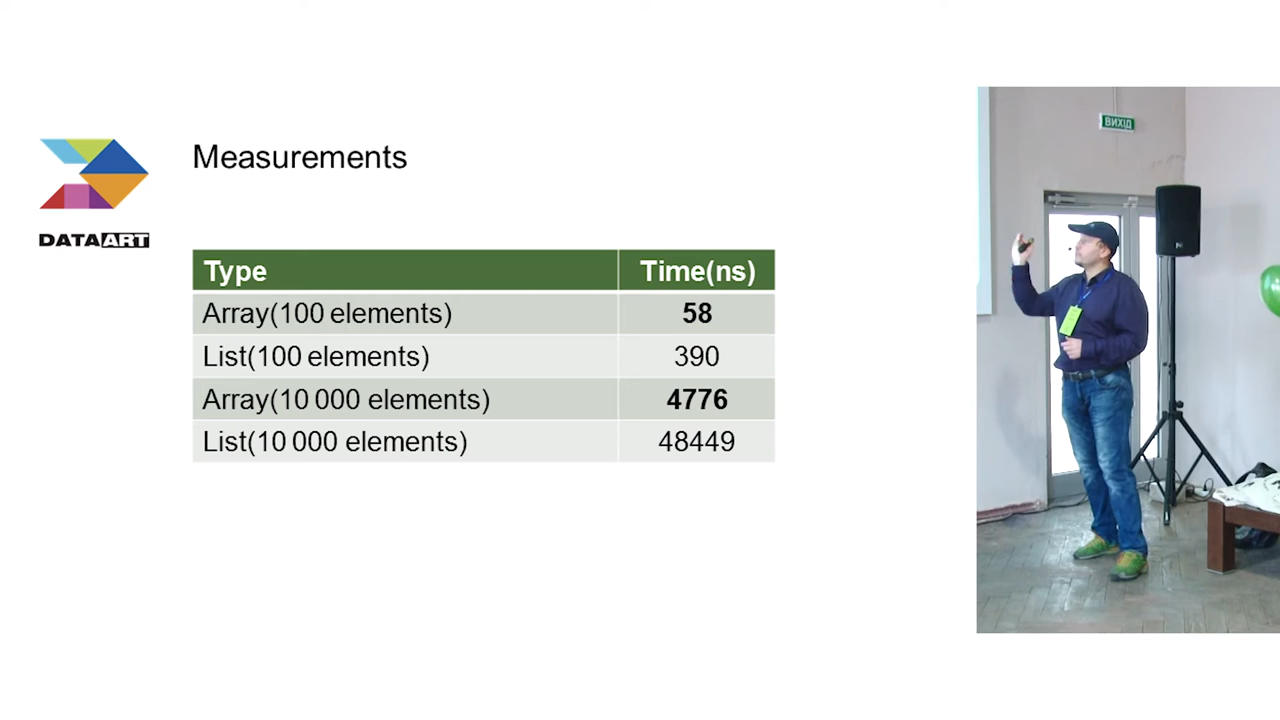 ВИХІД
Measurements
DATAART
Type Time(ns)
Array(100 elements) 58
List(100 elements) 390
Array(10 000 elements) 4776
List(10 000 elements) 48449